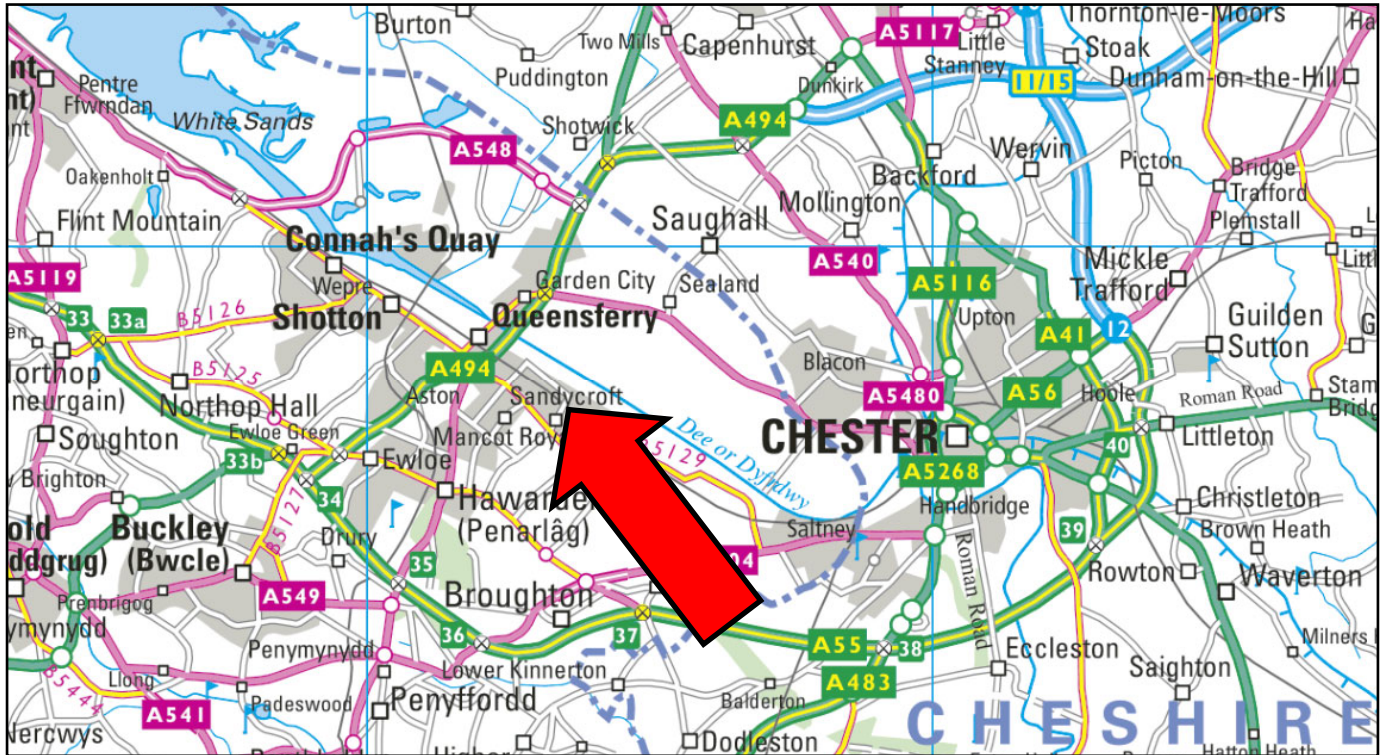 Burton
Two Mills
Capenhurst
A5117
Little
Stanney
Thornton-le-Moors
Stoak
Pentre
Ffwrndan
Puddington
Dunkirk
11/15
Dunham-on-the-Hill
White Sands
A548
Shotwick
A494
Wervin
Picton
Bridge
Trafford
Oakenholt
Backford
Flint Mountain
Saughall
Mollington
Plemstall
Connah's Quay
A5119
Wepre
Garden City
Sealand
A540
A5116
Mickle
Trafford
33
33a
B5126
Shotton
Queensferry
Upton
A41
12
Guilden
Sutton
B5125
A494
Aston
Sandycroft
Blacon
A5480
A56
Hoole
Roman Road
Northop Hall
Ewloe Green
Mancot
B5129
Dee or Dyfrdwy
CHESTER
Soughton
33b
Ewloe
40
Littleton
A5268
Brighton
34
Hawarden
(Penarlâg)
Handbridge
Christleton
Brown Heath
Buckley
(Bwcle)
B5127
Drury
Saltney
39
35
Rowton
Waverton
A549
Prenbrigog
Broughton
Roman Road
36
37
Penymynydd
Lower Kinnerton
A55
38
Eccleston
Llong
B5444
Padeswood
Penyffordd
Balderton
A483
Saighton
Milners
A541
CHESHIRE
Nercwys
Dodleston
Hatton Heath